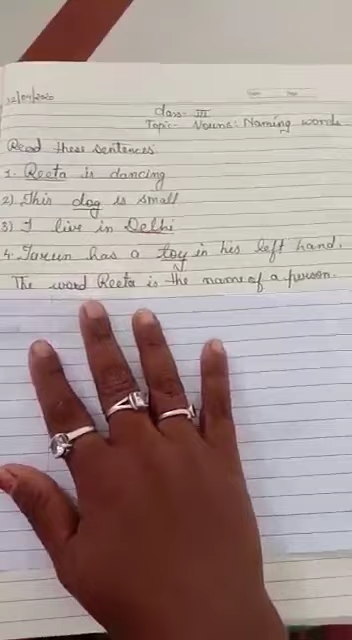 Class- III
Topic- Nouns: Naming words
Read these sentences
1. Reeta is dancing
2) This dog is small
3) I live in Delhi
4. Tarun has a toy in his left hand.
The word Reeta is the name of a person.